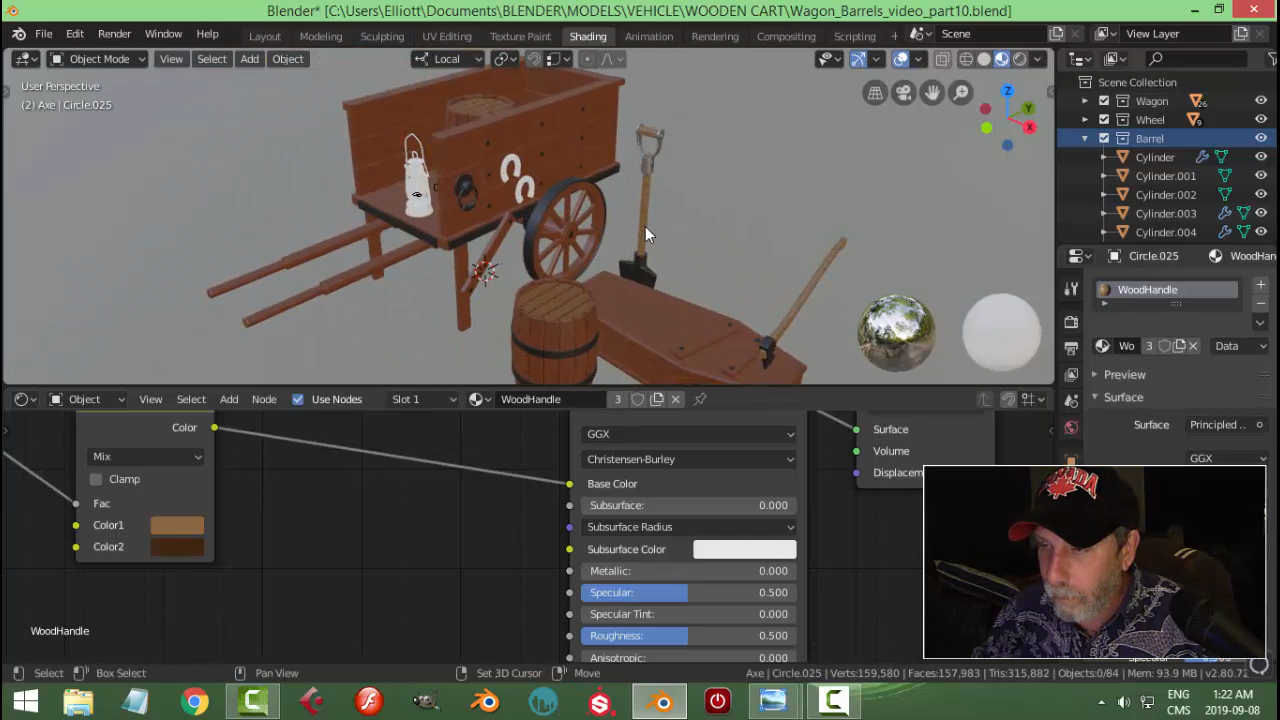 Blender* [C:\Users\Elliott\Documents\BLENDER\MODELS\VEHICLE\WOODEN CART\Wagon_Barrels_video_part10.blend]
File Edit Render Window Help Layout Modeling Sculpting UV Editing Texture Paint Shading Animation Rendering Compositing Scripting + Scene View Layer
Object Mode View Select Add Object Local
User Perspective
(2) Axe | Circle.025
Z
Y
X
Scene Collection
Wagon 26
Wheel 9
Barrel
Cylinder
Cylinder.001
Cylinder.002
Cylinder.003
Cylinder.004
Circle.025 WoodHan
WoodHandle
Wo 3 Data
Preview
Surface
Surface Principled ..
GGX
Object View Select Add Node Use Nodes Slot 1 WoodHandle 3
Color
Mix
Clamp
Fac
Color1
Color2
GGX
Christensen-Burley
Base Color
Subsurface: 0.000
Subsurface Radius
Subsurface Color
Metallic: 0.000
Specular: 0.500
Specular Tint: 0.000
Roughness: 0.500
Anisotropic: 0.000
Surface
Volume
Displacem
WoodHandle
Select Box Select Pan View Set 3D Cursor Move Axe | Circle.025 | Verts:159,580 | Faces:157,983 | Tris:315,882 | Objects:0/84 | Mem: 93.9 MB | v2.80.71
ENG
CMS
1:22 AM
2019-09-08